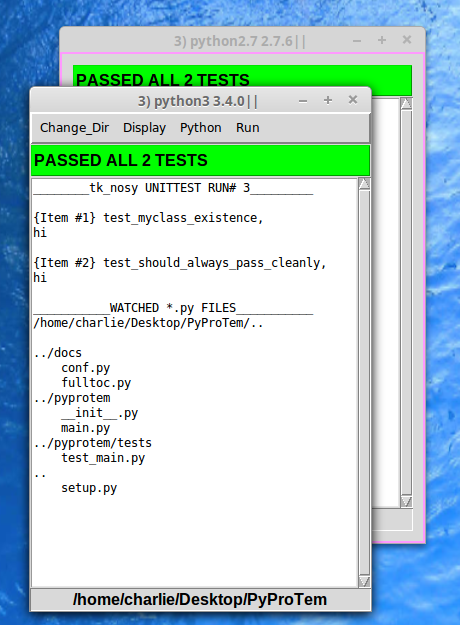 3) python2.7 2.7.6||
PASSED ALL 2 TESTS
3) python3 3.4.0||
Change_Dir Display Python Run
PASSED ALL 2 TESTS
________tk_nosy UNITTEST RUN# 3_________
{Item #1} test_myclass_existence,
hi
{Item #2} test_should_always_pass_cleanly,
hi
___________WATCHED *.py FILES___________
/home/charlie/Desktop/PyProTem/..
../docs
    conf.py
    fulltoc.py
../pyprotem
    __init__.py
    main.py
../pyprotem/tests
    test_main.py
..
    setup.py
/home/charlie/Desktop/PyProTem